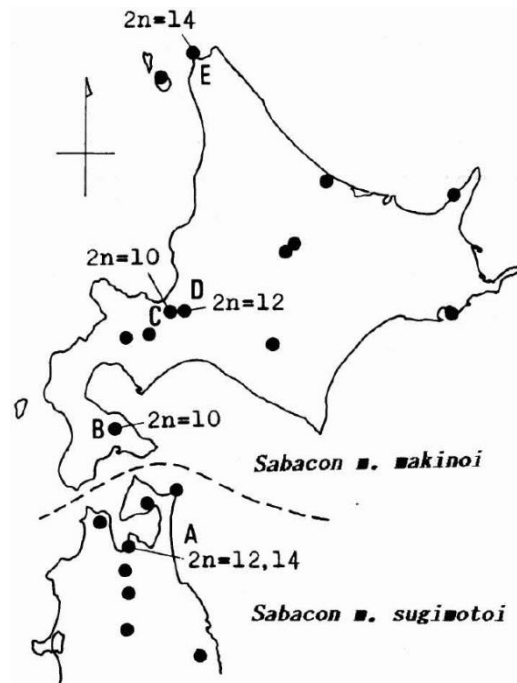 2n=14
E
2n=10
D
C
2n=12
B
2n=10
Sabacon m. makinoi
A
2n=12,14
Sabacon m. sugimotoi